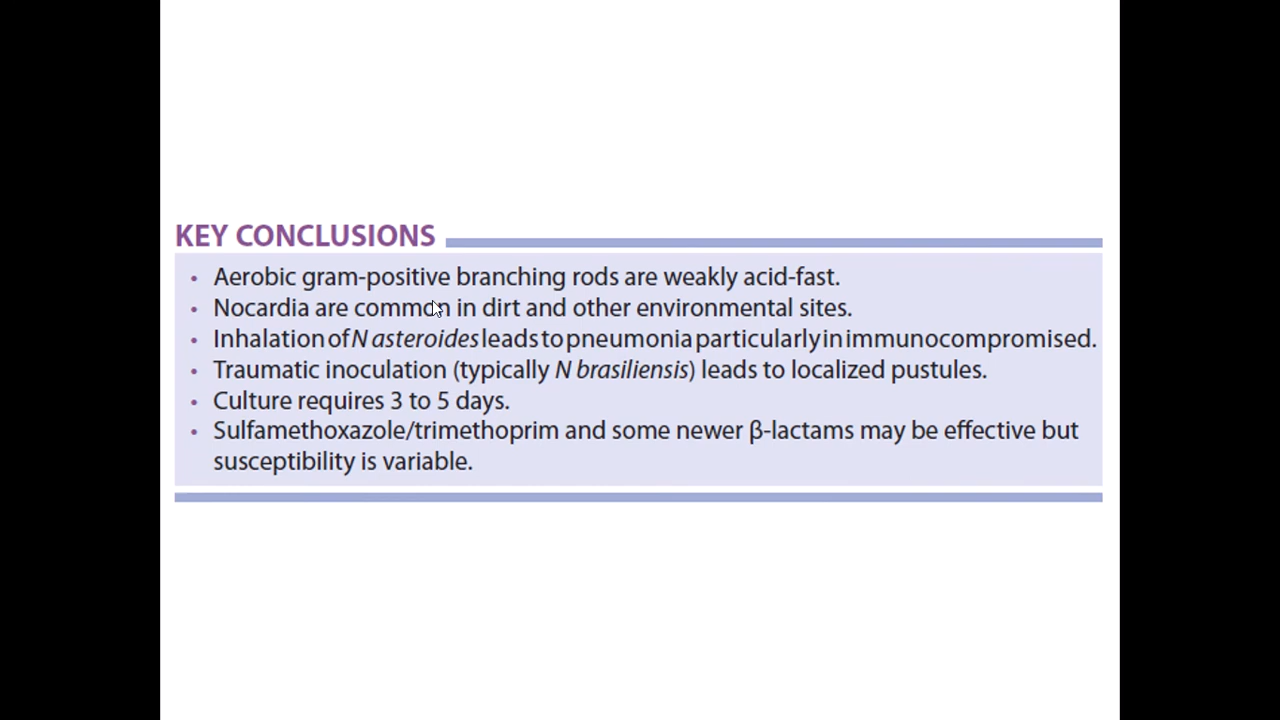 KEY CONCLUSIONS
• Aerobic gram-positive branching rods are weakly acid-fast.
• Nocardia are common in dirt and other environmental sites.
• Inhalation of N asteroides leads to pneumonia particularly in immunocompromised.
• Traumatic inoculation (typically N brasiliensis) leads to localized pustules.
• Culture requires 3 to 5 days.
• Sulfamethoxazole/trimethoprim and some newer β-lactams may be effective but
susceptibility is variable.